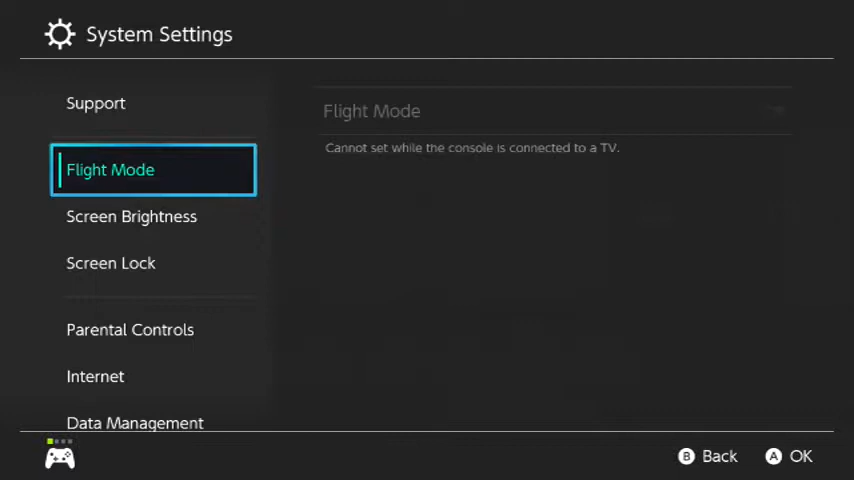 System Settings
Support
Flight Mode
Screen Brightness
Screen Lock
Parental Controls
Internet
Data Management
Flight Mode
Cannot set while the console is connected to a TV.
B Back
A OK